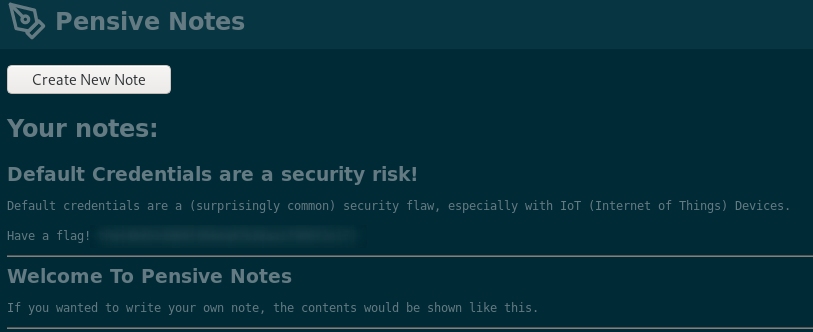 Pensive Notes
Create New Note
Your notes:
Default Credentials are a security risk!
Default credentials are a (surprisingly common) security flaw, especially with IoT (Internet of Things) Devices.
Have a flag!
Welcome To Pensive Notes
If you wanted to write your own note, the contents would be shown like this.